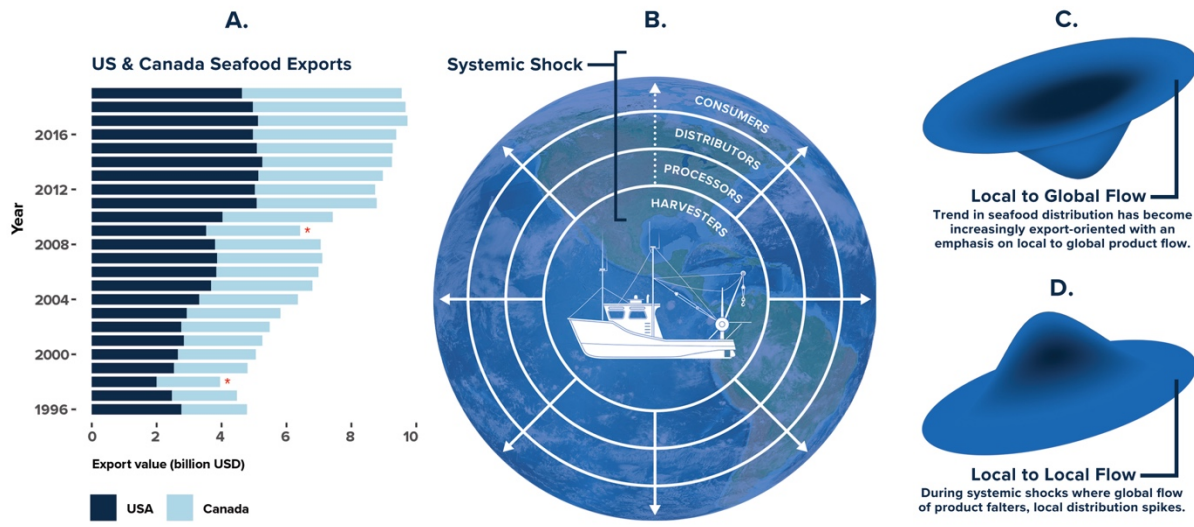 A.
US & Canada Seafood Exports
Year
2016
2012
2008
2004
2000
1996
*
*
0
2
4
6
8
10
Export value (billion USD)
USA
Canada
B.
Systemic Shock
CONSUMERS
DISTRIBUTORS
PROCESSORS
HARVESTERS
C.
Local to Global Flow
Trend in seafood distribution has become
increasingly export-oriented with an
emphasis on local to global product flow.
D.
Local to Local Flow
During systemic shocks where global flow
of product falters, local distribution spikes.